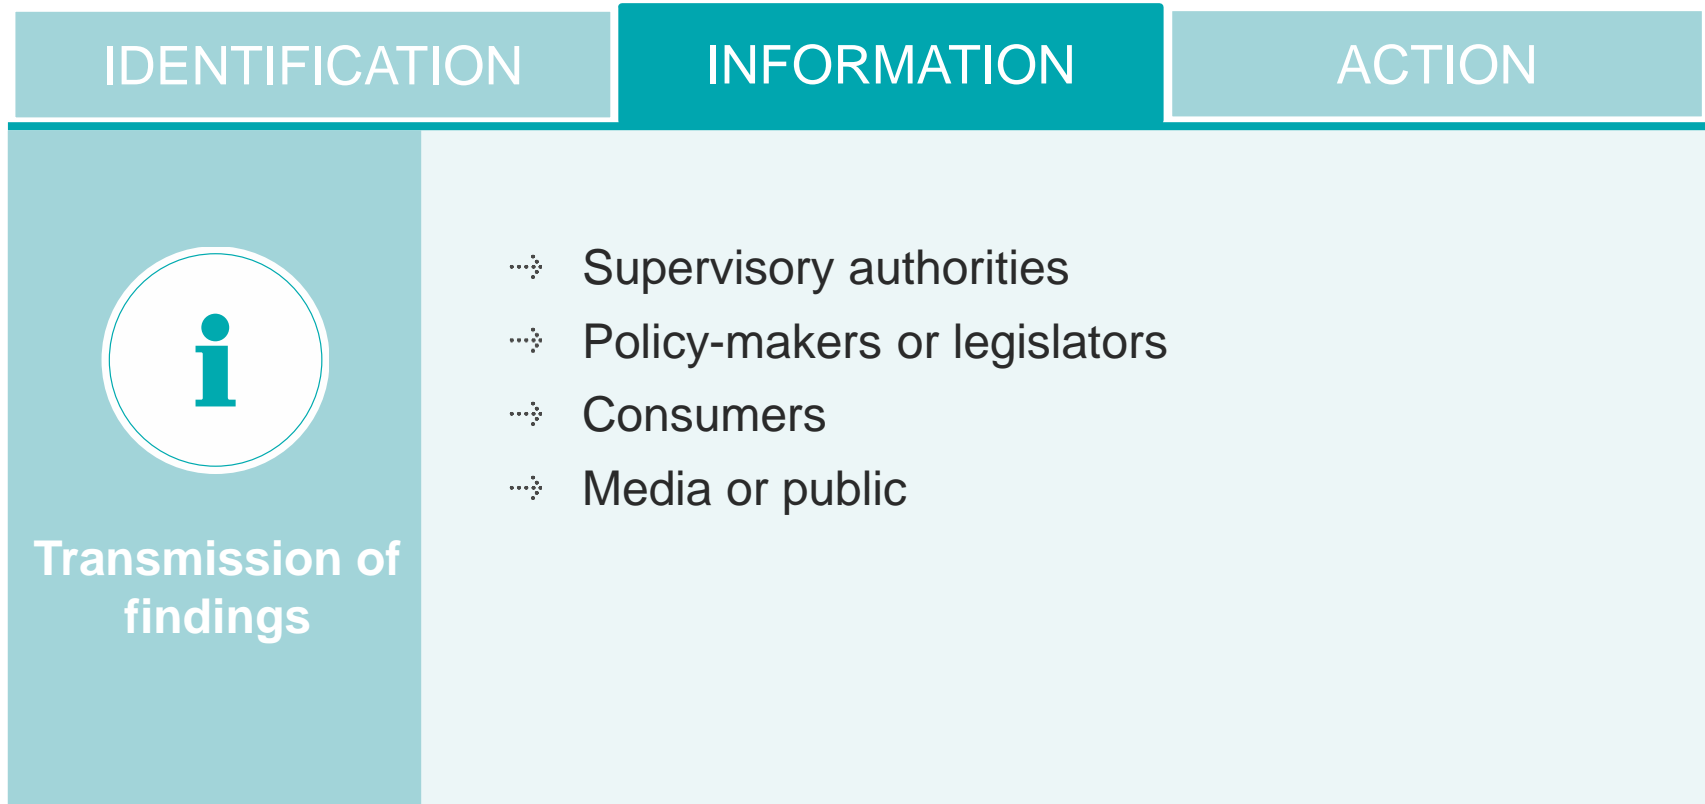 IDENTIFICATION
INFORMATION
ACTION
Transmission of
findings
Supervisory authorities
Policy-makers or legislators
Consumers
Media or public